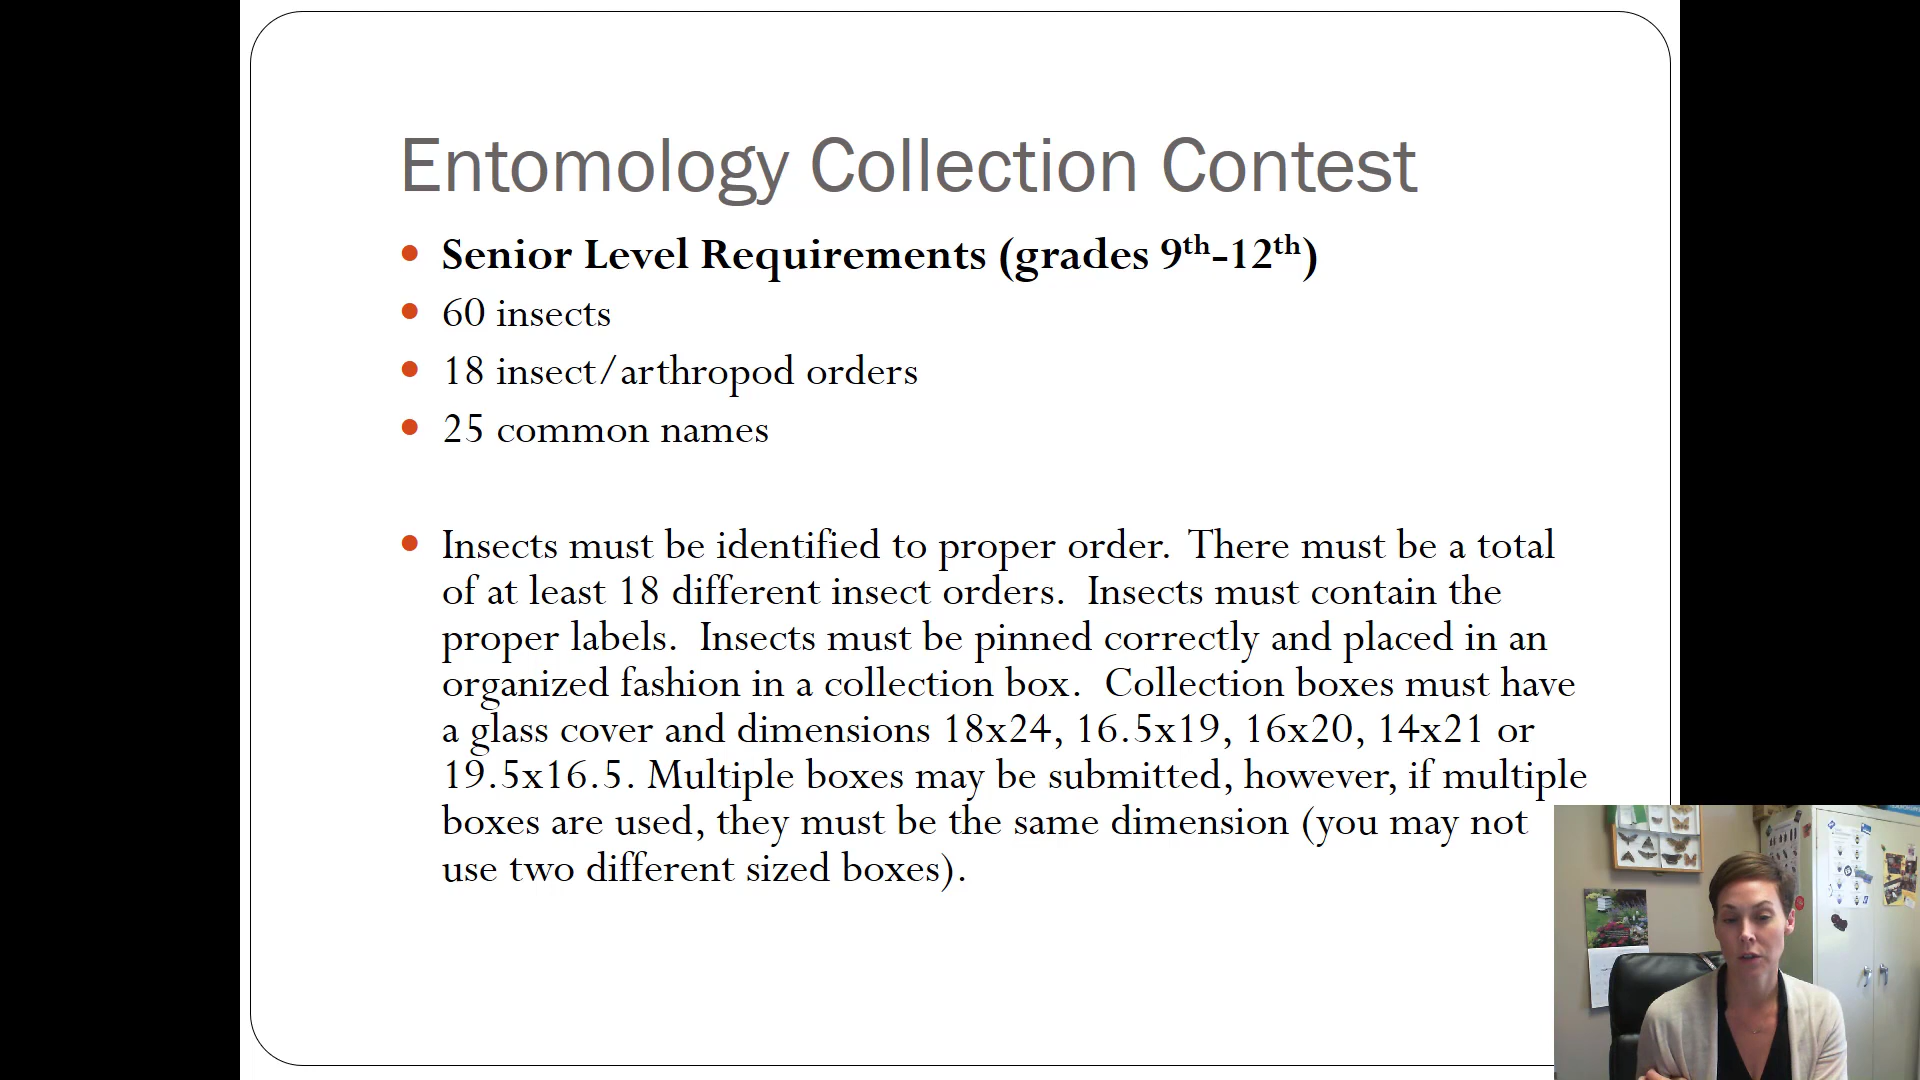 Entomology Collection Contest
• Senior Level Requirements (grades 9th-12th)
• 60 insects
• 18 insect/arthropod orders
• 25 common names
• Insects must be identified to proper order.  There must be a total
of at least 18 different insect orders.  Insects must contain the
proper labels.  Insects must be pinned correctly and placed in an
organized fashion in a collection box.  Collection boxes must have
a glass cover and dimensions 18x24, 16.5x19, 16x20, 14x21 or
19.5x16.5. Multiple boxes may be submitted, however, if multiple
boxes are used, they must be the same dimension (you may not
use two different sized boxes).